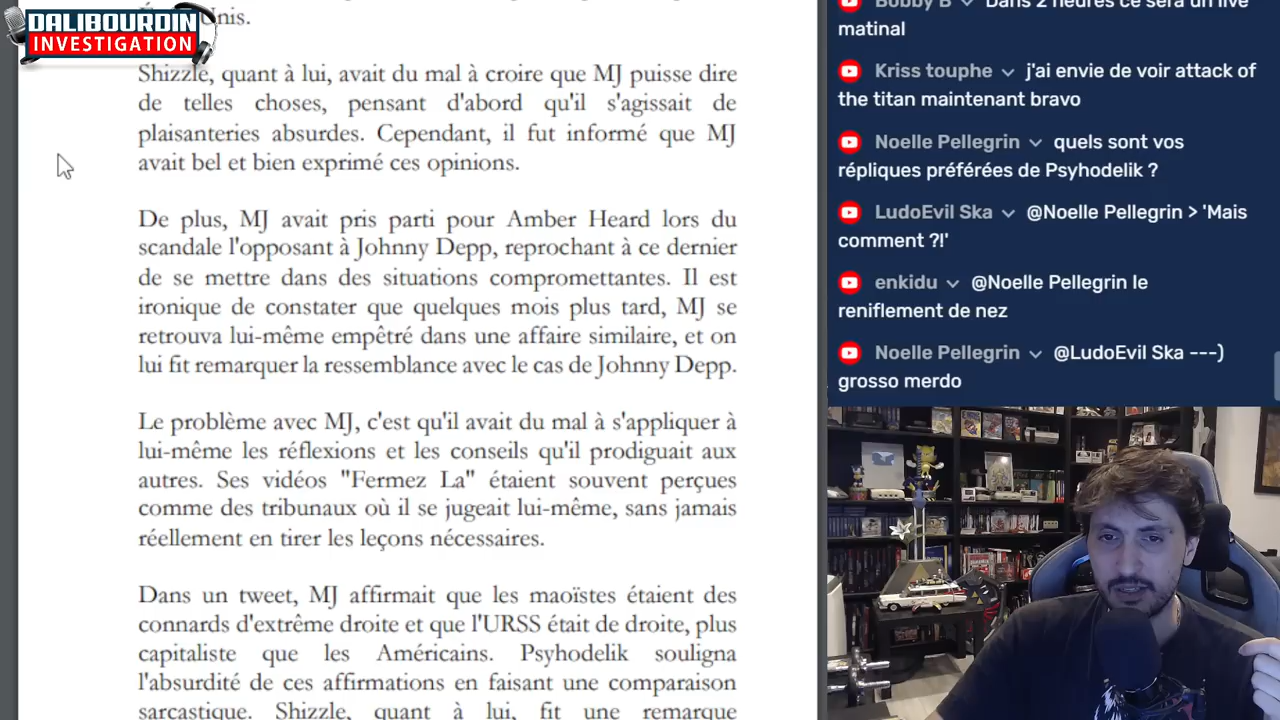 DALIBOURDIN
INVESTIGATION
Unis.
Shizzle, quant à lui, avait du mal à croire que MJ puisse dire
de telles choses, pensant d'abord qu'il s'agissait de
plaisanteries absurdes. Cependant, il fut informé que MJ
avait bel et bien exprimé ces opinions.
De plus, MJ avait pris parti pour Amber Heard lors du
scandale l'opposant à Johnny Depp, reprochant à ce dernier
de se mettre dans des situations compromettantes. Il est
ironique de constater que quelques mois plus tard, MJ se
retrouva lui-même empêtré dans une affaire similaire, et on
lui fit remarquer la ressemblance avec le cas de Johnny Depp.
Le problème avec MJ, c'est qu'il avait du mal à s'appliquer à
lui-même les réflexions et les conseils qu'il prodiguait aux
autres. Ses vidéos "Fermez La" étaient souvent perçues
comme des tribunaux où il se jugeait lui-même, sans jamais
réellement en tirer les leçons nécessaires.
Dans un tweet, MJ affirmait que les maoïstes étaient des
connards d'extrême droite et que l'URSS était de droite, plus
capitaliste que les Américains. Psyhodelik souligna
l'absurdité de ces affirmations en faisant une comparaison
sarcastique. Shizzle, quant à lui, fit une remarque
Bobby B Dans 2 heures ce sera un live
matinal
Kriss touphe j'ai envie de voir attack of
the titan maintenant bravo
Noelle Pellegrin quels sont vos
répliques préférées de Psyhodelik ?
LudoEvil Ska @Noelle Pellegrin > 'Mais
comment ?!'
enkidu @Noelle Pellegrin le
reniflement de nez
Noelle Pellegrin @LudoEvil Ska ---)
grosso merdo